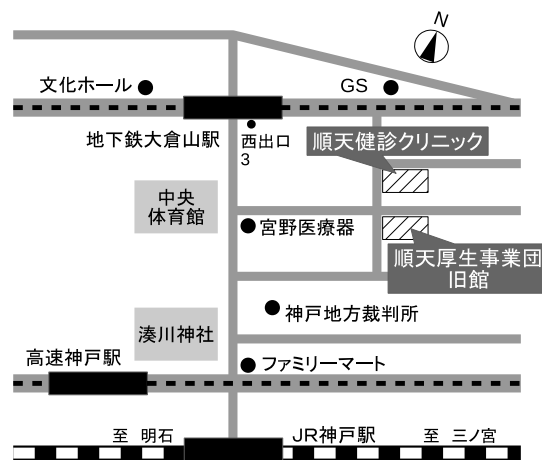 N
文化ホール
GS
地下鉄大倉山駅
西出口
3
順天健診クリニック
中央
体育館
宮野医療器
順天厚生事業団
旧館
神戸地方裁判所
湊川神社
高速神戸駅
ファミリーマート
至 明石
JR神戸駅
至 三ノ宮